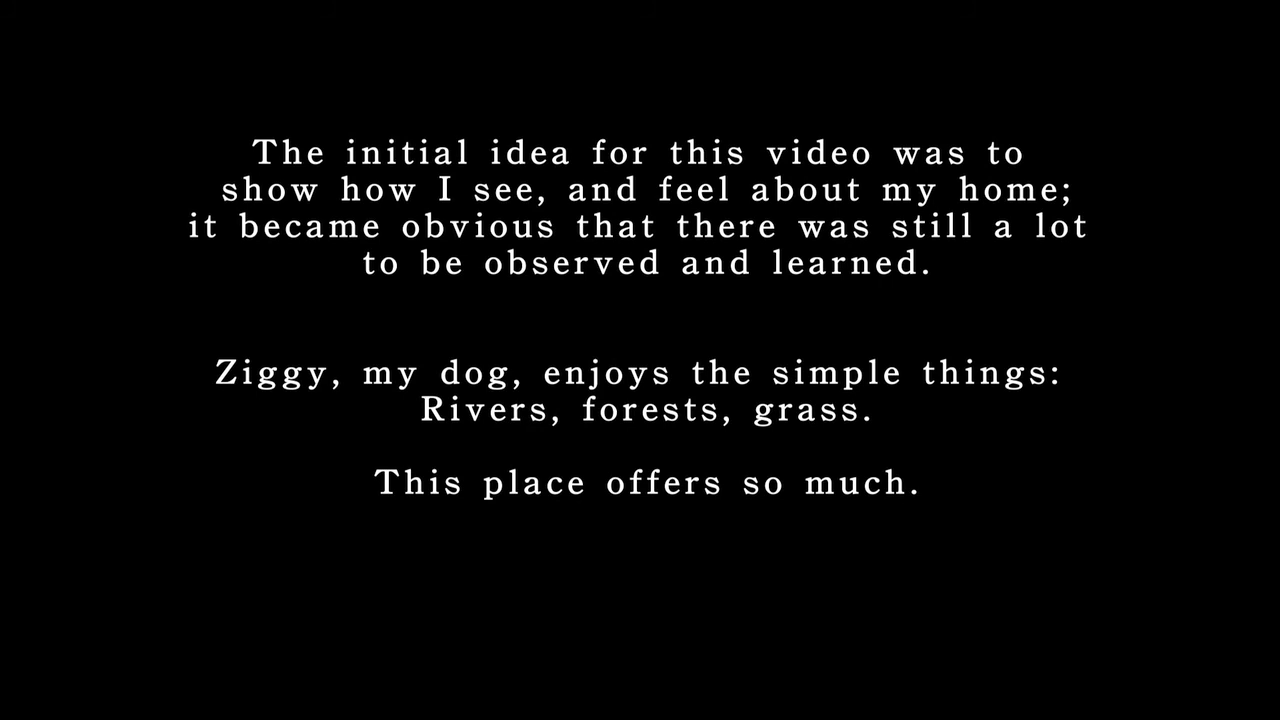 The initial idea for this video was to
show how I see, and feel about my home;
it became obvious that there was still a lot
to be observed and learned.
Ziggy, my dog, enjoys the simple things:
Rivers, forests, grass.
This place offers so much.